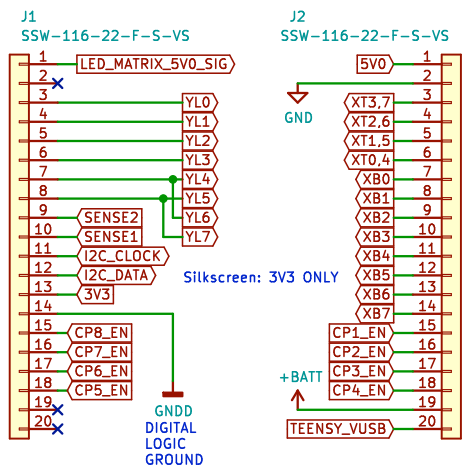 J1
SSW-116-22-F-S-VS
1 LED_MATRIX_5V0_SIG
2
3 YL0
4 YL1
5 YL2
6 YL3
7 YL4
8 YL5
9 SENSE2 YL6
10 SENSE1 YL7
11 I2C_CLOCK
12 I2C_DATA
13 3V3
14
15 CP8_EN
16 CP7_EN
17 CP6_EN
18 CP5_EN
19
20
GNDD
DIGITAL
LOGIC
GROUND
Silkscreen: 3V3 ONLY
J2
SSW-116-22-F-S-VS
5V0 1
2
GND
XT3,7 3
XT2,6 4
XT1,5 5
XT0,4 6
XB0 7
XB1 8
XB2 9
XB3 10
XB4 11
XB5 12
XB6 13
XB7 14
CP1_EN 15
CP2_EN 16
CP3_EN 17
CP4_EN 18
+BATT
19
TEENSY_VUSB 20